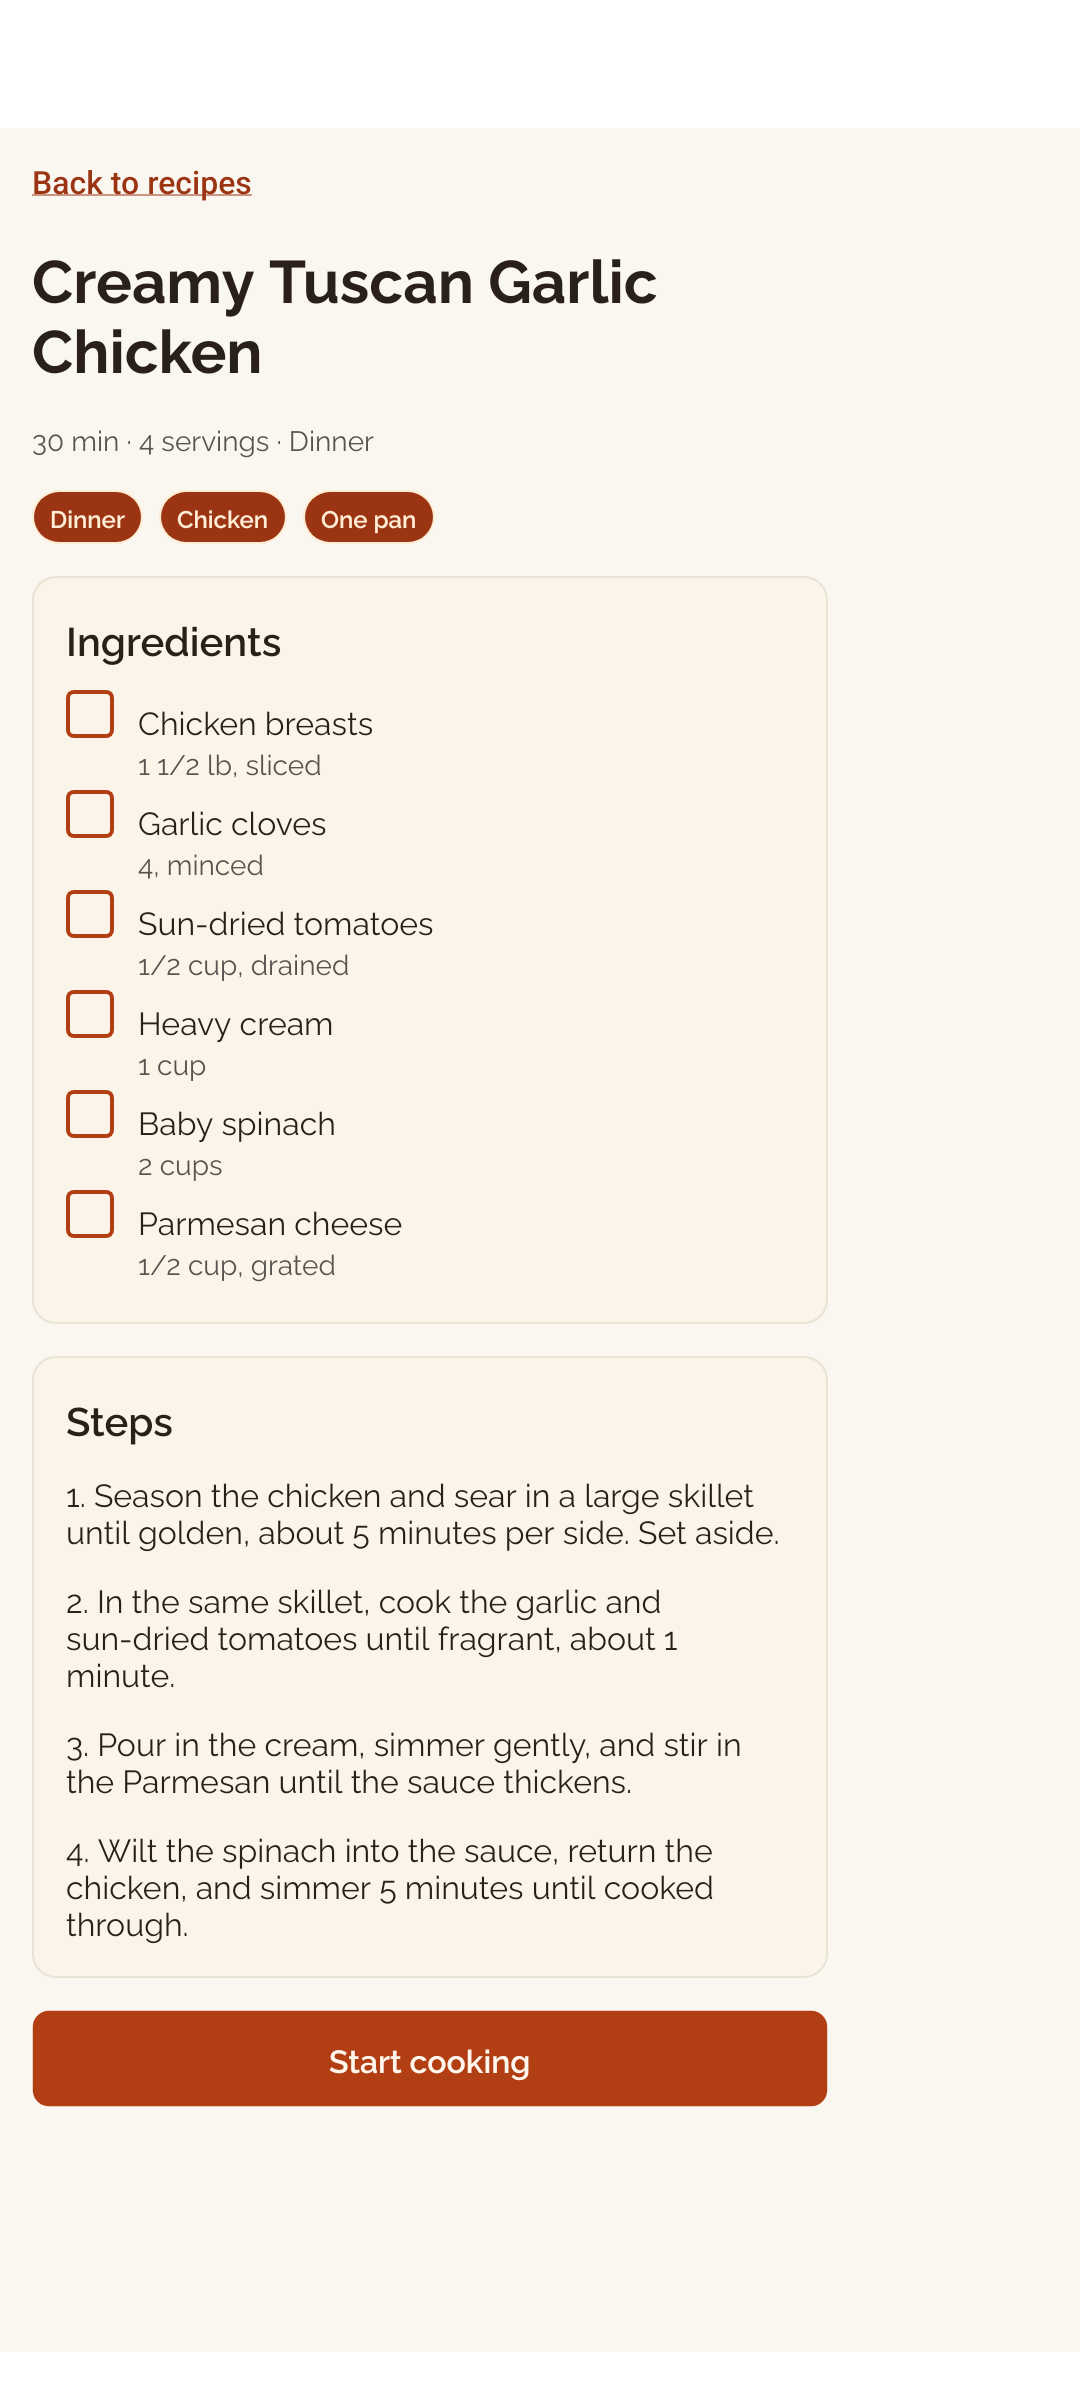 Back to recipes
Creamy Tuscan Garlic
Chicken
30 min · 4 servings · Dinner
Dinner Chicken One pan
Ingredients
Chicken breasts
1 1/2 lb, sliced
Garlic cloves
4, minced
Sun-dried tomatoes
1/2 cup, drained
Heavy cream
1 cup
Baby spinach
2 cups
Parmesan cheese
1/2 cup, grated
Steps
1. Season the chicken and sear in a large skillet
until golden, about 5 minutes per side. Set aside.
2. In the same skillet, cook the garlic and
sun-dried tomatoes until fragrant, about 1
minute.
3. Pour in the cream, simmer gently, and stir in
the Parmesan until the sauce thickens.
4. Wilt the spinach into the sauce, return the
chicken, and simmer 5 minutes until cooked
through.
Start cooking